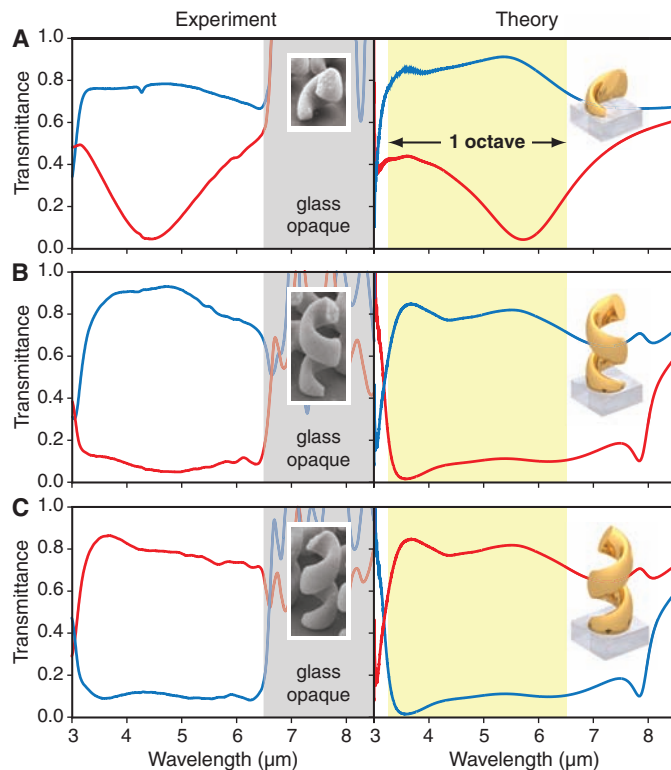 Experiment Theory
A
Transmittance
1.0
0.8
0.6
0.4
0.2
0.0
glass
opaque
1 octave
B
Transmittance
1.0
0.8
0.6
0.4
0.2
0.0
glass
opaque
C
Transmittance
1.0
0.8
0.6
0.4
0.2
0.0
glass
opaque
3 4 5 6 7 8 3 4 5 6 7 8
Wavelength (μm) Wavelength (μm)